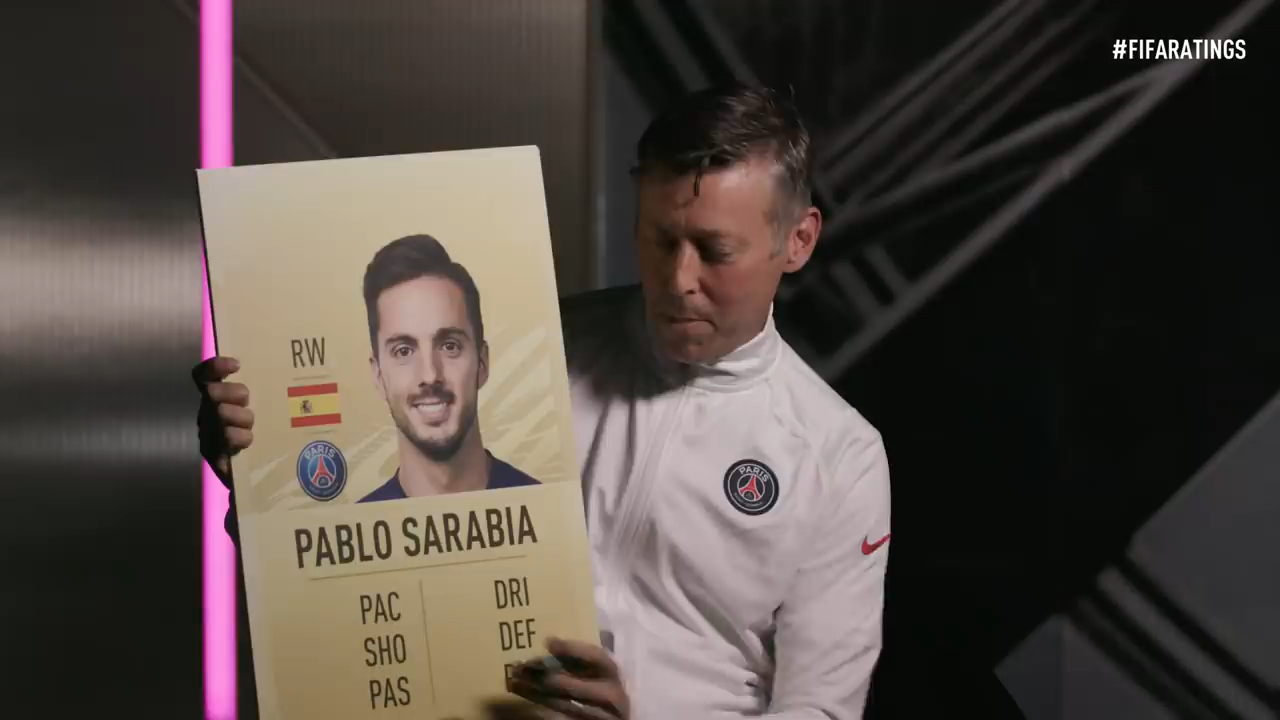 #FIFARATINGS
RW
PARIS
PABLO SARABIA
PAC
SHO
PAS
DRI
DEF
PARIS